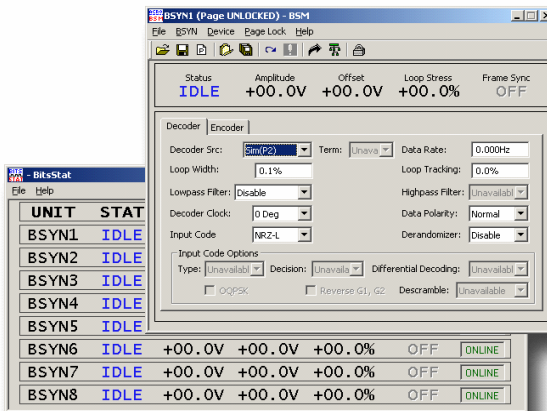 BSYN1 (Page UNLOCKED) - BSM
File BSYN Device Page Lock Help
Status Amplitude Offset Loop Stress Frame Sync
IDLE +00.0V +00.0V +00.0% OFF
Decoder Encoder
Decoder Src: Sim(P2) Term: Unava Data Rate: 0.000Hz
Loop Width: 0.1% Loop Tracking: 0.0%
Lowpass Filter: Disable Highpass Filter: Unavailabl
Decoder Clock: 0 Deg Data Polarity: Normal
Input Code NRZ-L Derandomizer: Disable
Input Code Options
Type: Unavailabl Decision: Unavaila Differential Decoding: Unavailabl
OQPSK Reverse G1, G2 Descramble: Unavailable
- BitsStat
File Help
UNIT STAT
BSYN1 IDLE
BSYN2 IDLE
BSYN3 IDLE
BSYN4 IDLE
BSYN5 IDLE
BSYN6 IDLE +00.0V +00.0V +00.0% OFF ONLINE
BSYN7 IDLE +00.0V +00.0V +00.0% OFF ONLINE
BSYN8 IDLE +00.0V +00.0V +00.0% OFF ONLINE